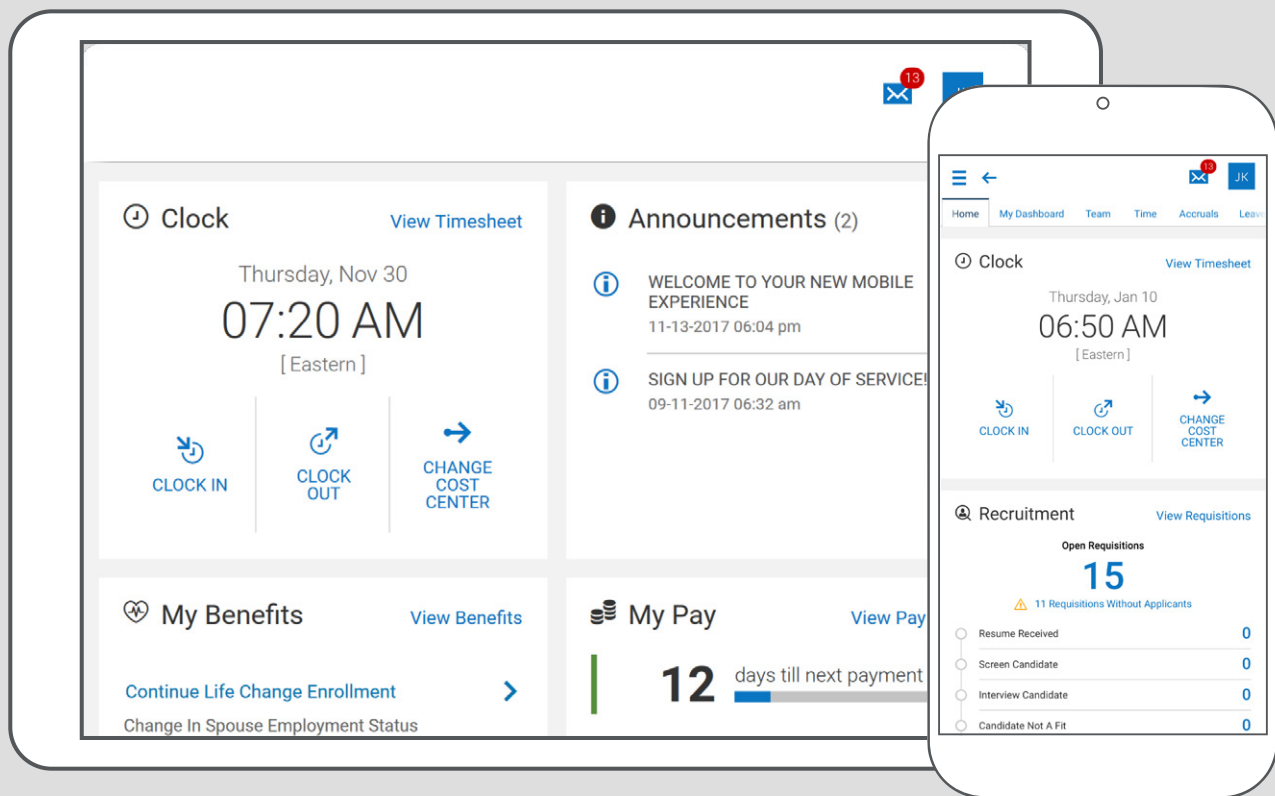 13
Clock
View Timesheet
Thursday, Nov 30
07:20 AM
[ Eastern ]
CLOCK IN
CLOCK
OUT
CHANGE
COST
CENTER
Announcements (2)
WELCOME TO YOUR NEW MOBILE
EXPERIENCE
11-13-2017 06:04 pm
SIGN UP FOR OUR DAY OF SERVICE!
09-11-2017 06:32 am
My Benefits
View Benefits
Continue Life Change Enrollment
Change In Spouse Employment Status
My Pay
View Pay
12
days till next payment
13
JK
Home
My Dashboard
Team
Time
Accruals
Leave
Clock
View Timesheet
Thursday, Jan 10
06:50 AM
[ Eastern ]
CLOCK IN
CLOCK OUT
CHANGE
COST
CENTER
Recruitment
View Requisitions
Open Requisitions
15
11 Requisitions Without Applicants
Resume Received 0
Screen Candidate 0
Interview Candidate 0
Candidate Not A Fit 0